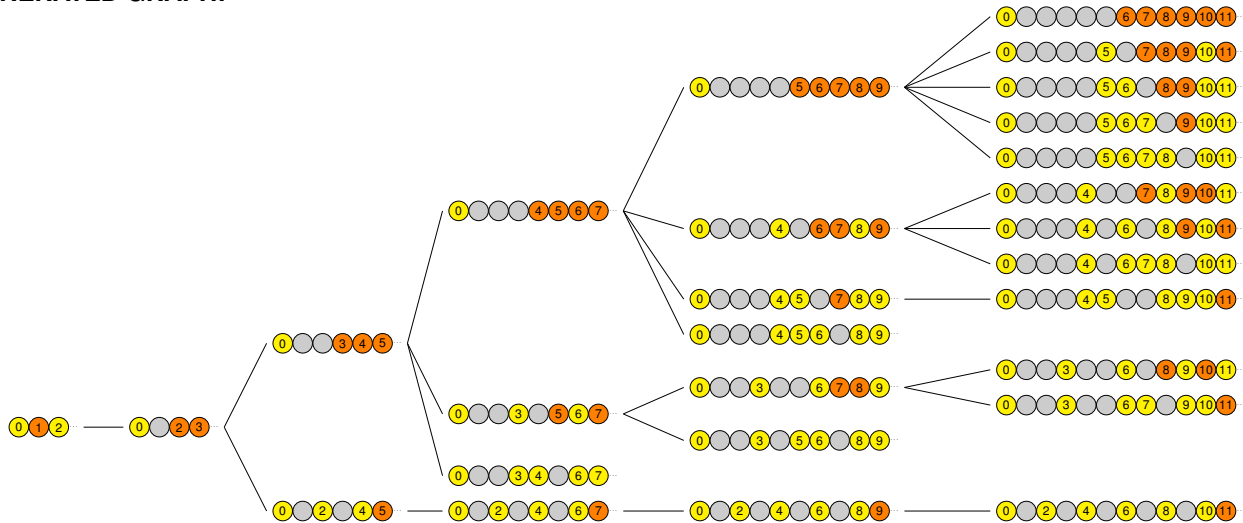 0 1 2
0 2 3
0 3 4 5
0 2 4 5
0 4 5 6 7
0 3 5 6 7
0 3 4 6 7
0 2 4 6 7
0 5 6 7 8 9
0 4 6 7 8 9
0 4 5 7 8 9
0 4 5 6 8 9
0 3 6 7 8 9
0 3 5 6 8 9
0 2 4 6 8 9
0 6 7 8 9 10 11
0 5 7 8 9 10 11
0 5 6 8 9 10 11
0 5 6 7 9 10 11
0 5 6 7 8 10 11
0 4 7 8 9 10 11
0 4 6 8 9 10 11
0 4 6 7 8 10 11
0 4 5 8 9 10 11
0 3 6 8 9 10 11
0 3 6 7 9 10 11
0 2 4 6 8 10 11